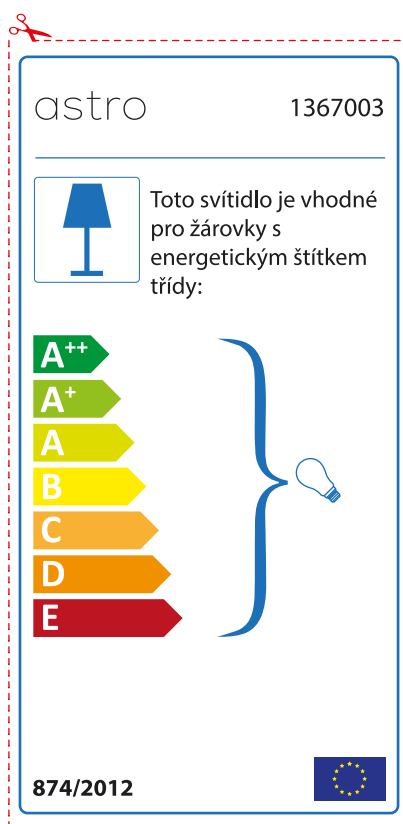 astro
1367003
Toto svítidlo je vhodné
pro žárovky s
energetickým štítkem
třídy:
A++
A+
A
B
C
D
E
874/2012